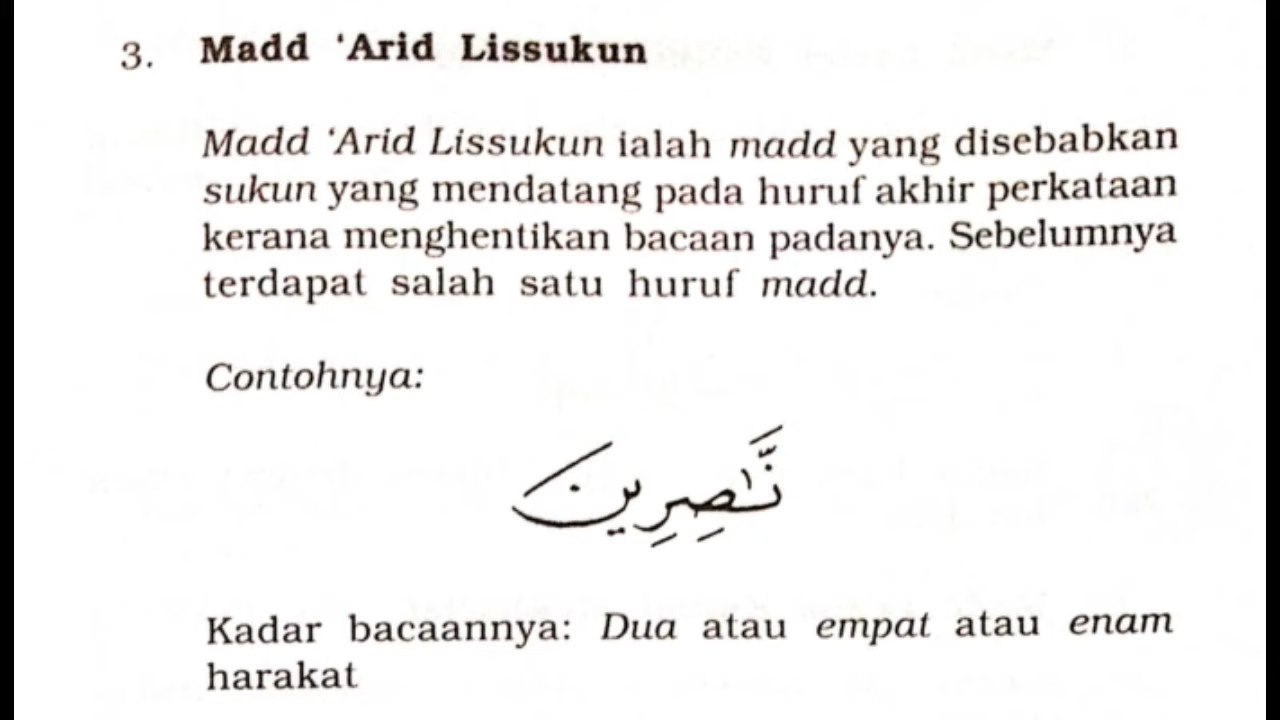 3. Madd ‘Arid Lissukun
Madd ‘Arid Lissukun ialah madd yang disebabkan
sukun yang mendatang pada huruf akhir perkataan
kerana menghentikan bacaan padanya. Sebelumnya
terdapat salah satu huruf madd.
Contohnya:
نَّٰصِرِينَ
Kadar bacaannya: Dua atau empat atau enam
harakat